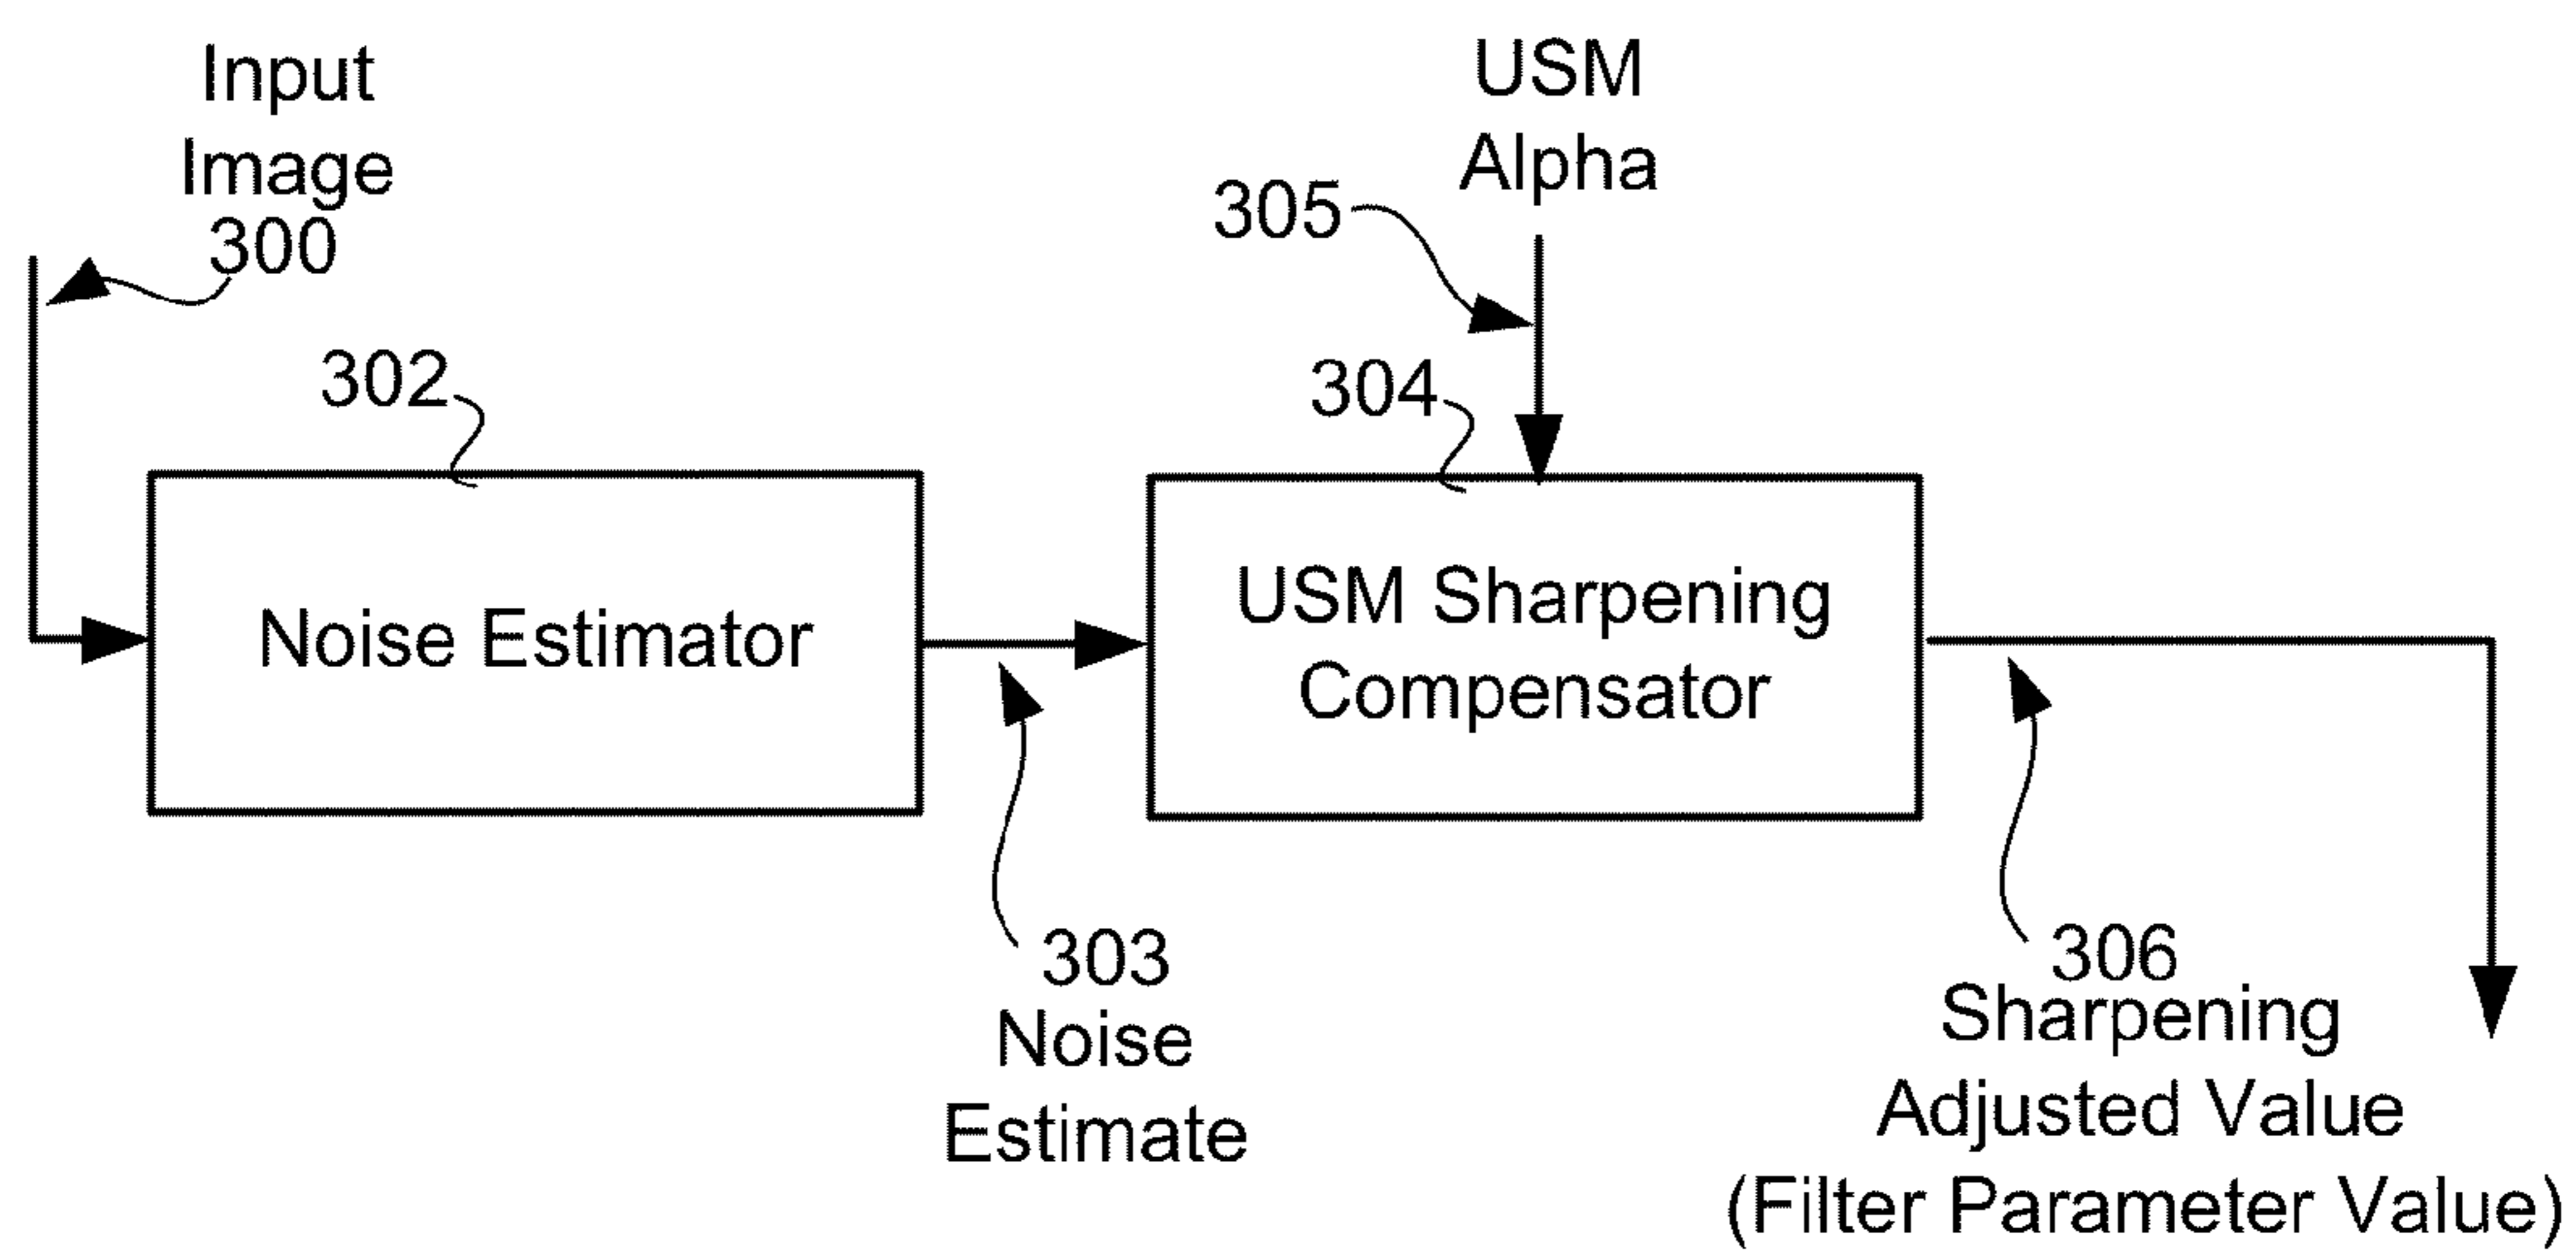 Input
Image
300
USM
Alpha
305
302
304
Noise Estimator
USM Sharpening
Compensator
303
Noise
Estimate
306
Sharpening
Adjusted Value
(Filter Parameter Value)